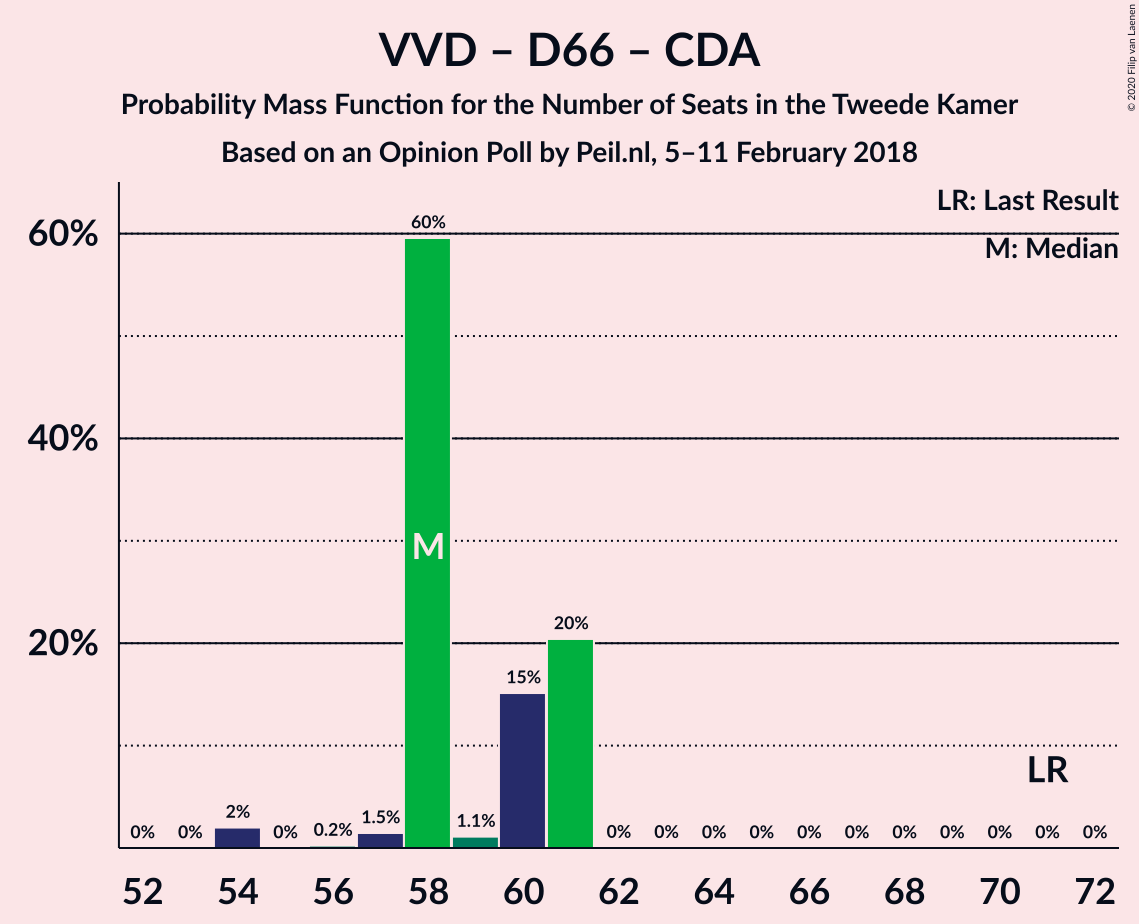 VVD – D66 – CDA
Probability Mass Function for the Number of Seats in the Tweede Kamer
Based on an Opinion Poll by Peil.nl, 5–11 February 2018
© 2020 Filip van Laenen
LR: Last Result
M: Median
60%
40%
20%
0% 0% 2% 0% 0.2% 1.5% 60% 1.1% 15% 20% 0% 0% 0% 0% 0% 0% 0% 0% 0% 0% 0%
M
LR
52 54 56 58 60 62 64 66 68 70 72